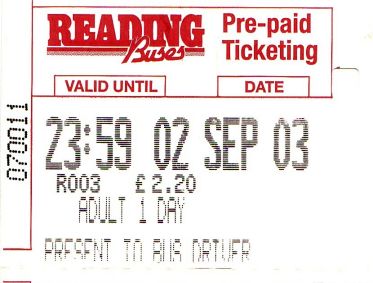 READING Buses
Pre-paid
Ticketing
VALID UNTIL DATE
23:59 02 SEP 03
R003 £2.20
ADULT 1 DAY
PRESENT TO BUS DRIVER
070011